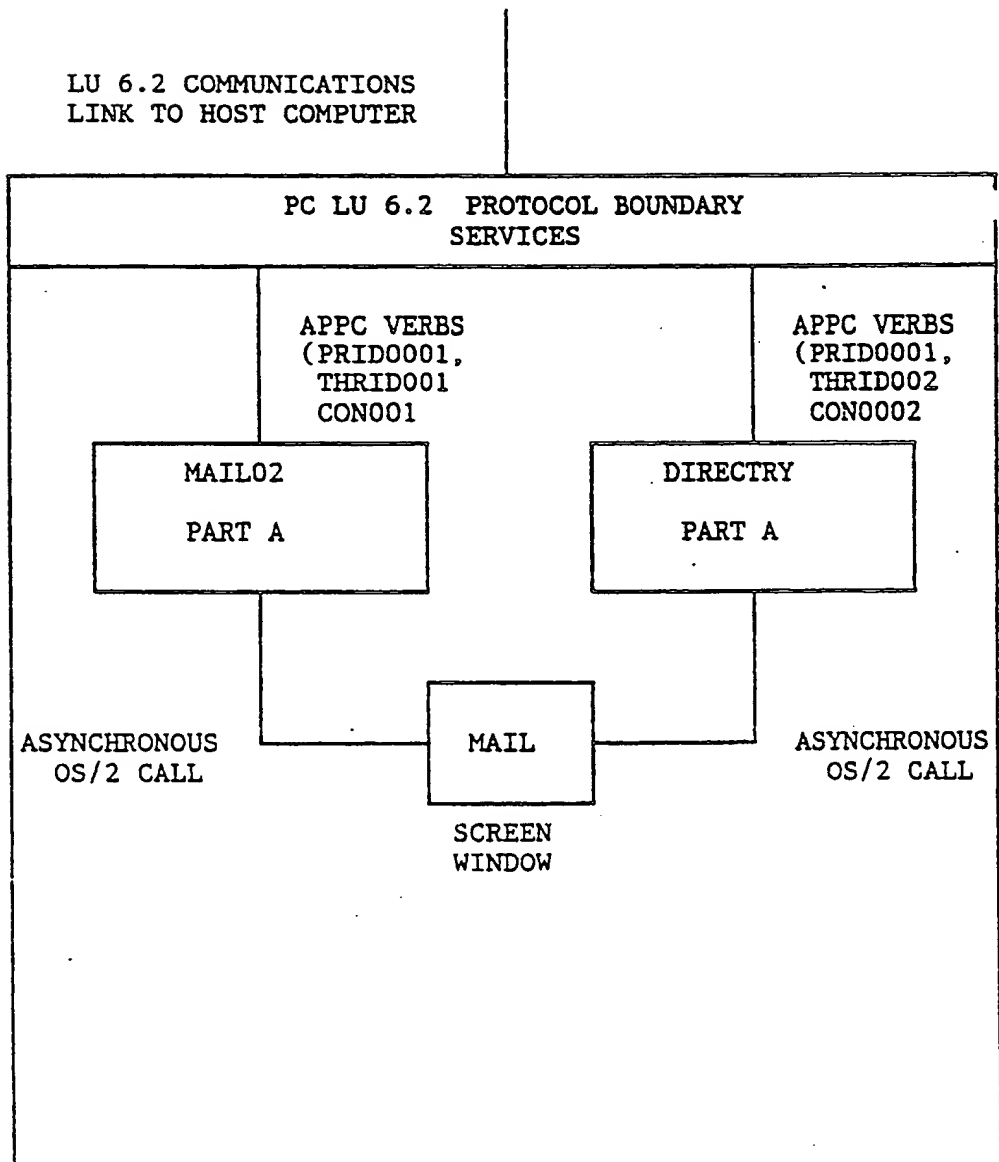 LU 6.2 COMMUNICATIONS
LINK TO HOST COMPUTER
PC LU 6.2 PROTOCOL BOUNDARY
SERVICES
APPC VERBS
(PRID0001,
THRID001
CON001
APPC VERBS
(PRID0001,
THRID002
CON0002
MAIL02
PART A
DIRECTRY
PART A
ASYNCHRONOUS
OS/2 CALL
MAIL
ASYNCHRONOUS
OS/2 CALL
SCREEN
WINDOW